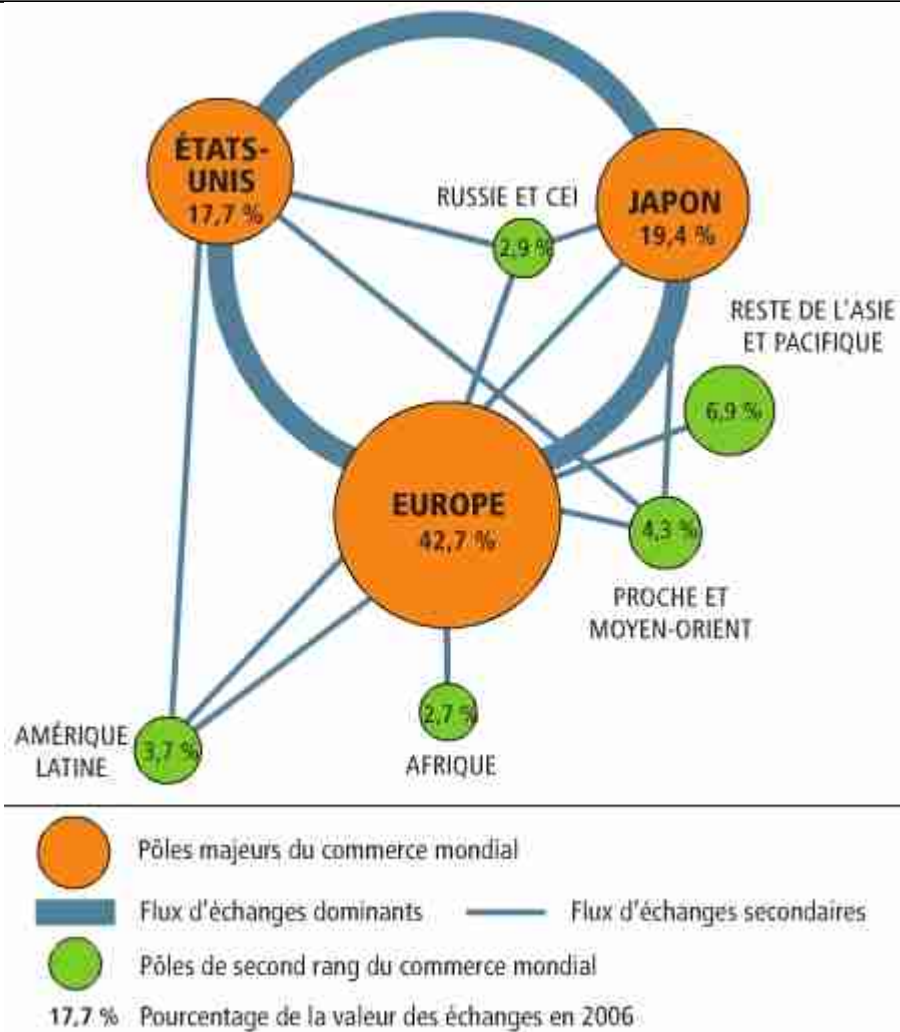 ÉTATS-
UNIS
17,7 %
RUSSIE ET CEI
2,9 %
JAPON
19,4 %
RESTE DE L'ASIE
ET PACIFIQUE
6,9 %
EUROPE
42,7 %
4,3 %
PROCHE ET
MOYEN-ORIENT
AMÉRIQUE
LATINE
3,7 %
2,7 %
AFRIQUE
Pôles majeurs du commerce mondial
Flux d'échanges dominants
Flux d'échanges secondaires
Pôles de second rang du commerce mondial
17,7 % Pourcentage de la valeur des échanges en 2006